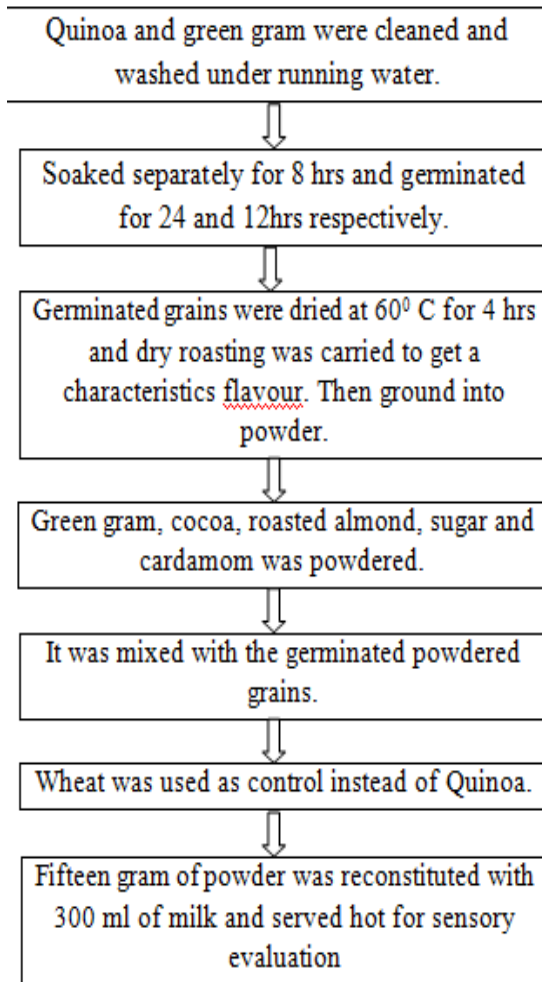 Quinoa and green gram were cleaned and
washed under running water.
Soaked separately for 8 hrs and germinated
for 24 and 12hrs respectively.
Germinated grains were dried at 60⁰ C for 4 hrs
and dry roasting was carried to get a
characteristics flavour. Then ground into
powder.
Green gram, cocoa, roasted almond, sugar and
cardamom was powdered.
It was mixed with the germinated powdered
grains.
Wheat was used as control instead of Quinoa.
Fifteen gram of powder was reconstituted with
300 ml of milk and served hot for sensory
evaluation